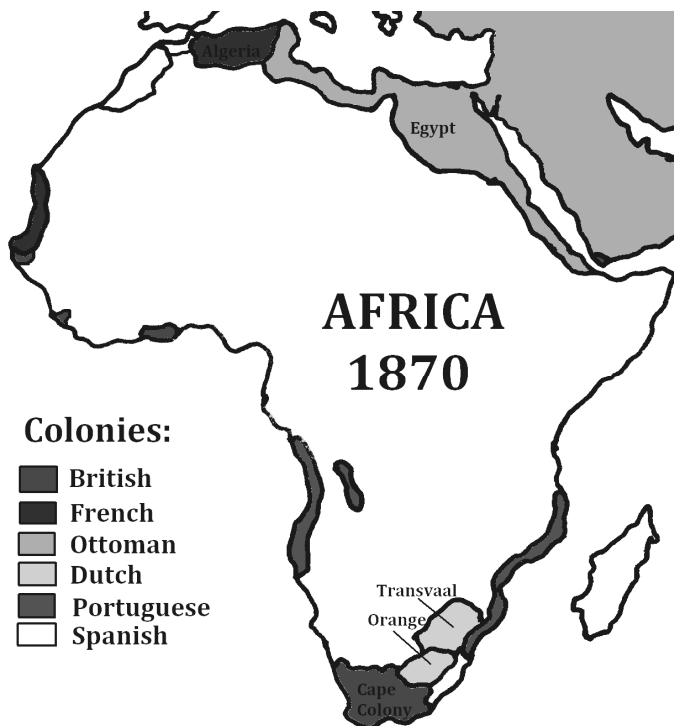 Algeria
Egypt
AFRICA
1870
Colonies:
British
French
Ottoman
Dutch
Portuguese
Spanish
Transvaal
Orange
Cape
Colony